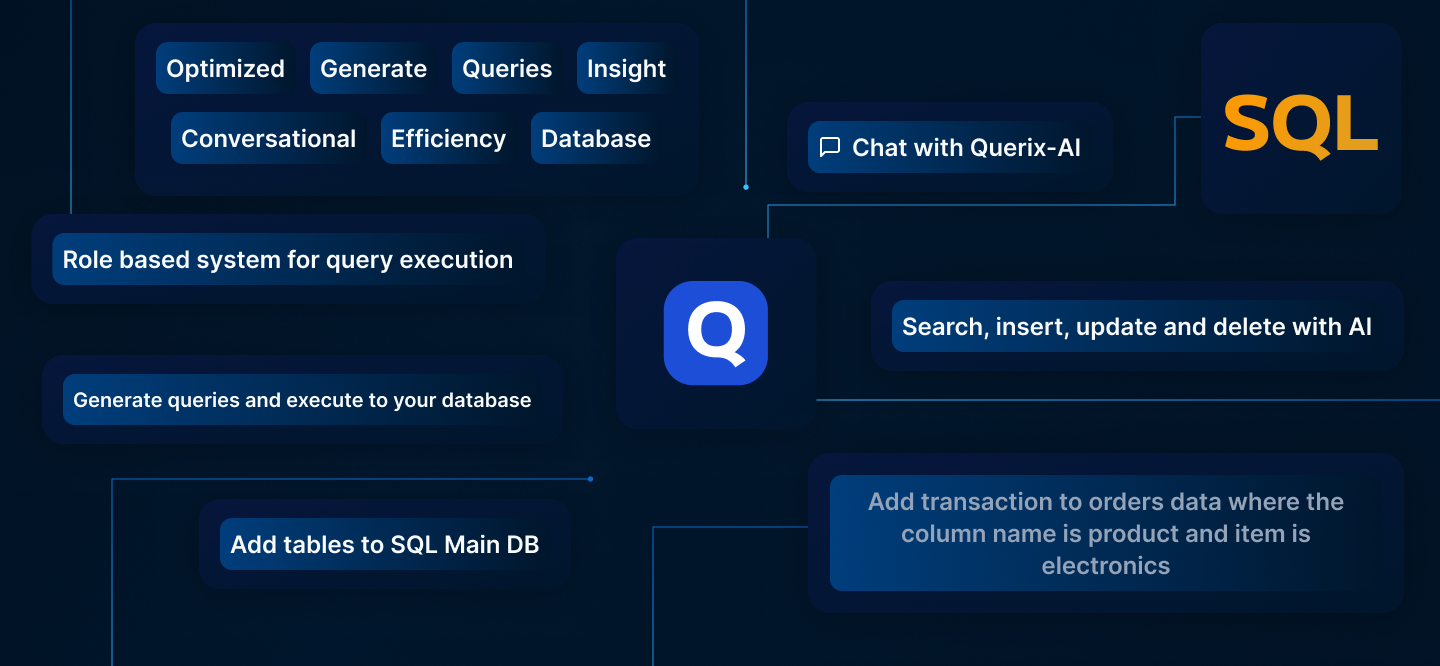 Optimized Generate Queries Insight
Conversational Efficiency Database
Chat with Querix-AI
SQL
Role based system for query execution
Q
Search, insert, update and delete with AI
Generate queries and execute to your database
Add tables to SQL Main DB
Add transaction to orders data where the
column name is product and item is
electronics